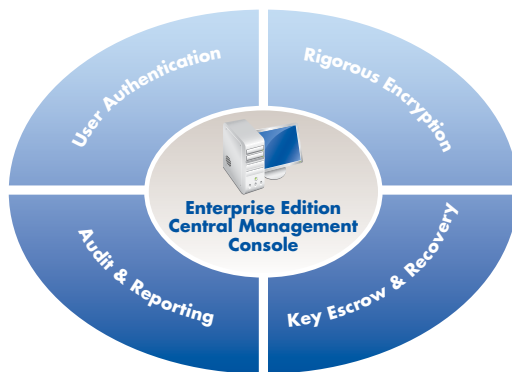 User Authentication
Rigorous Encryption
Enterprise Edition
Central Management
Console
Audit & Reporting
Key Escrow & Recovery